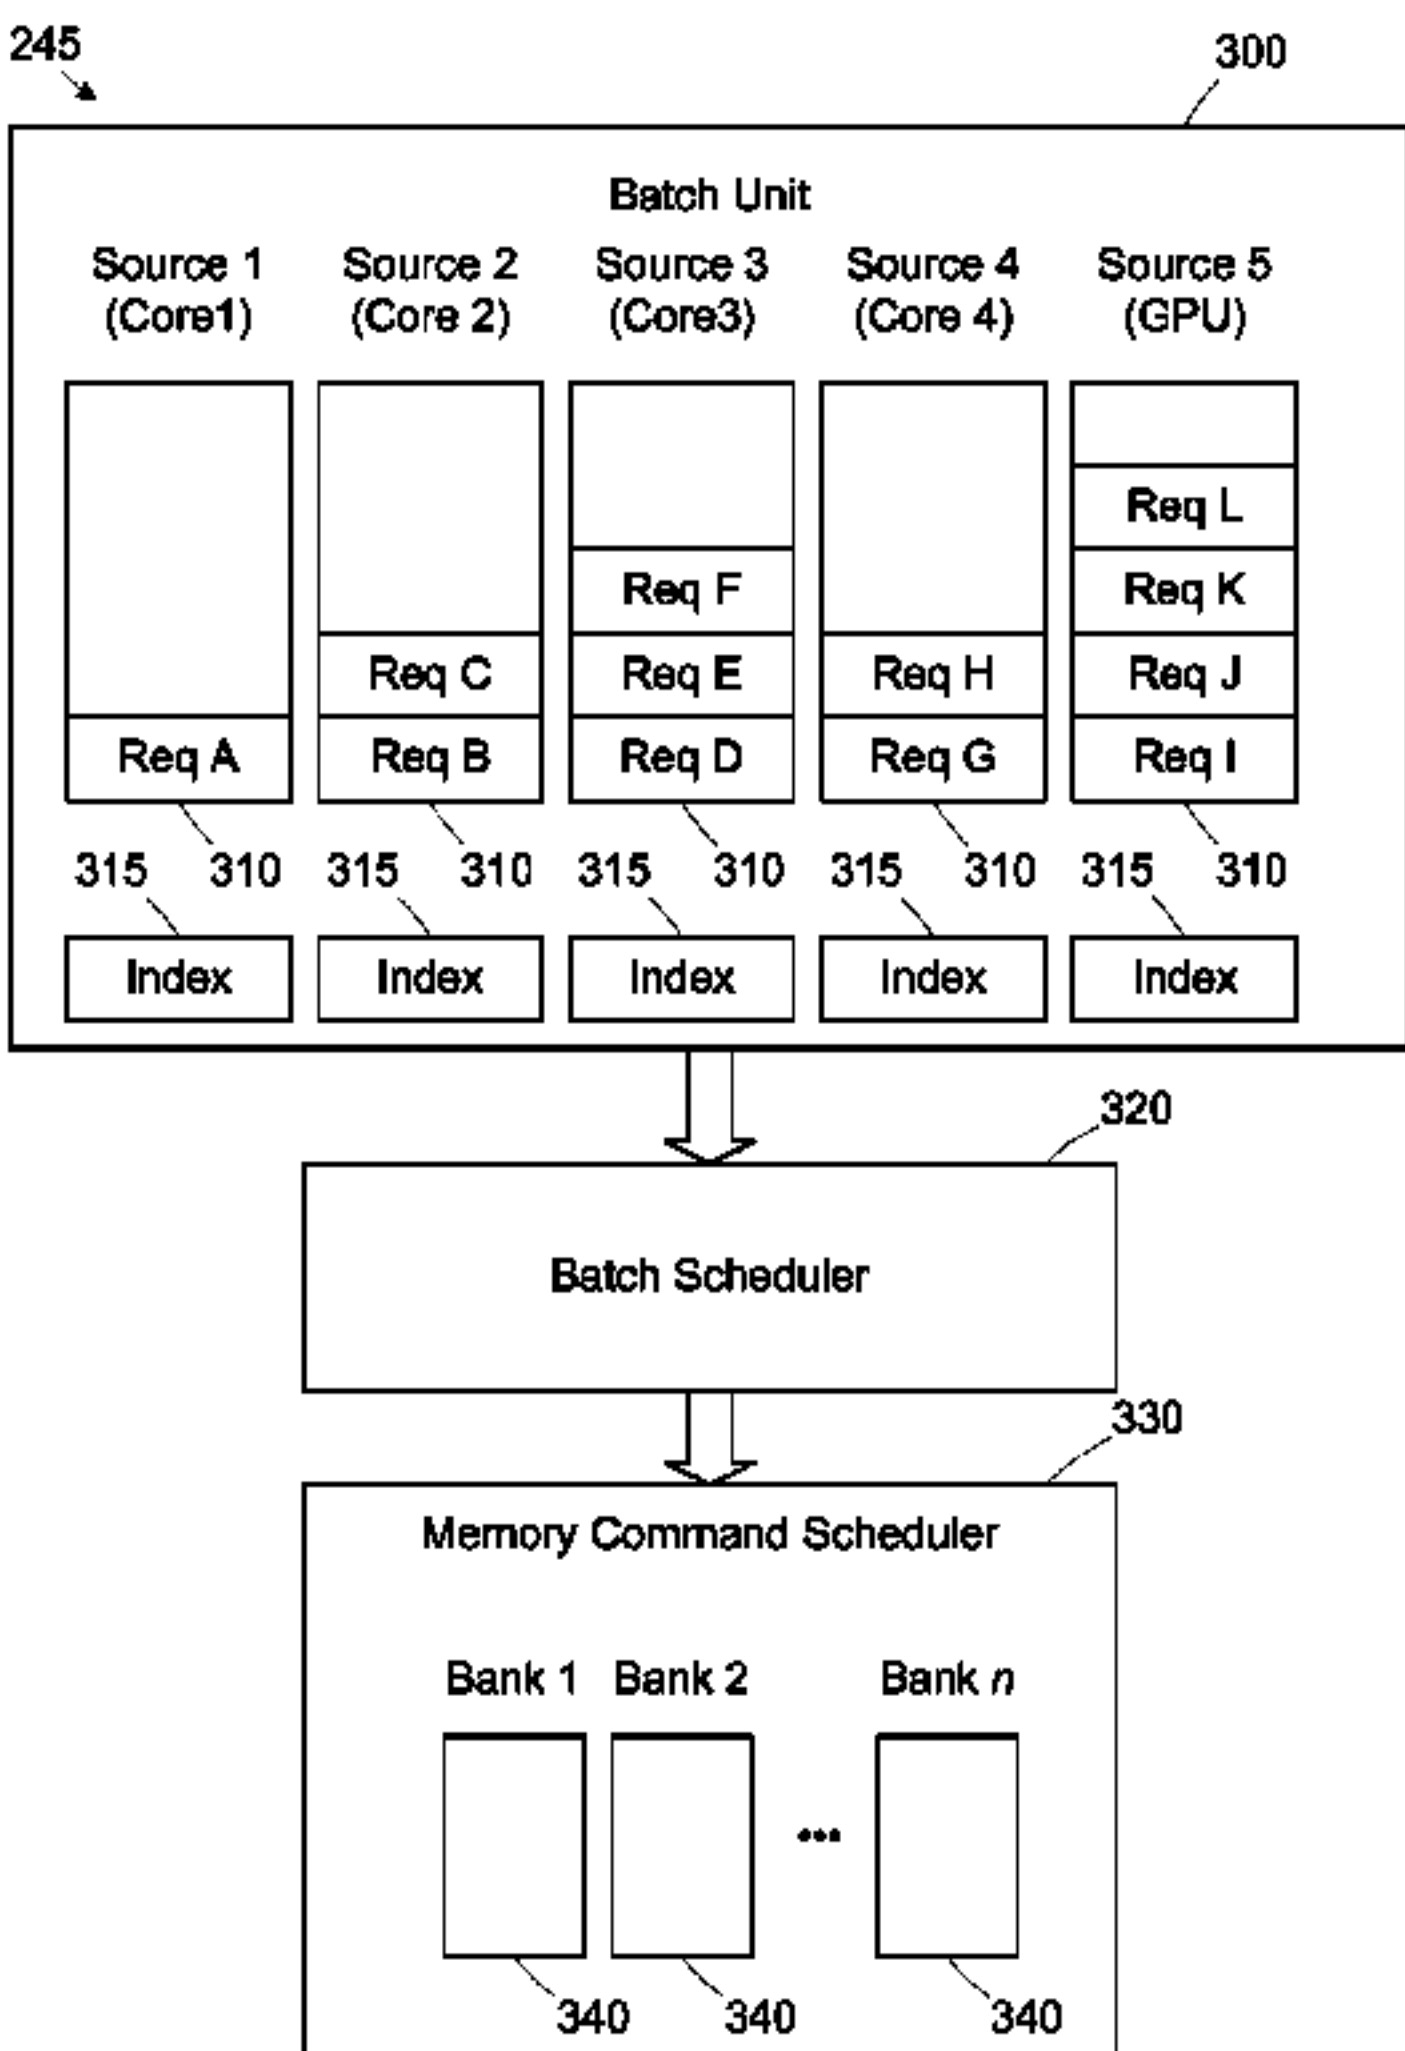 245
300
Batch Unit
Source 1 Source 2 Source 3 Source 4 Source 5
(Core1) (Core 2) (Core3) (Core 4) (GPU)
Req L
Req F Req K
Req C Req E Req H Req J
Req A Req B Req D Req G Req I
315 310 315 310 315 310 315 310 315 310
Index Index Index Index Index
320
Batch Scheduler
330
Memory Command Scheduler
Bank 1 Bank 2 Bank n
•••
340 340 340